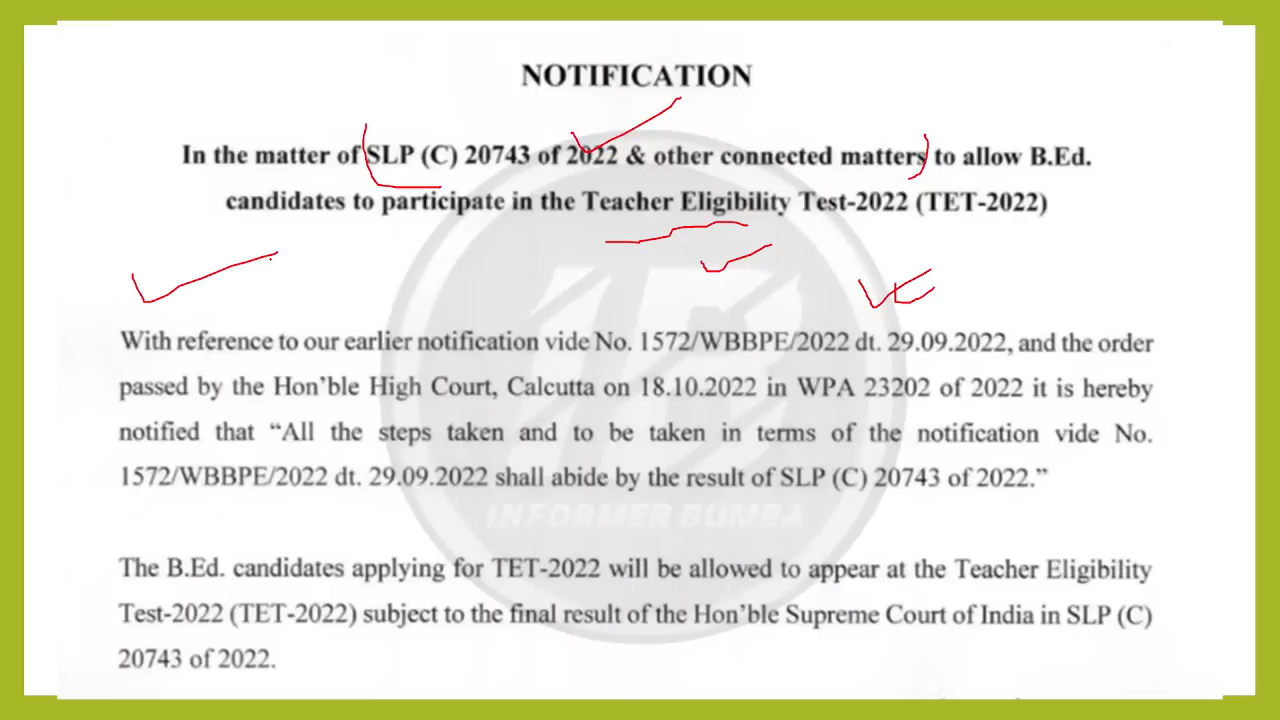 NOTIFICATION
In the matter of SLP (C) 20743 of 2022 & other connected matters to allow B.Ed.
candidates to participate in the Teacher Eligibility Test-2022 (TET-2022)
With reference to our earlier notification vide No. 1572/WBBPE/2022 dt. 29.09.2022, and the order
passed by the Hon'ble High Court, Calcutta on 18.10.2022 in WPA 23202 of 2022 it is hereby
notified that “All the steps taken and to be taken in terms of the notification vide No.
1572/WBBPE/2022 dt. 29.09.2022 shall abide by the result of SLP (C) 20743 of 2022.”
INFORMER BUMBA
The B.Ed. candidates applying for TET-2022 will be allowed to appear at the Teacher Eligibility
Test-2022 (TET-2022) subject to the final result of the Hon'ble Supreme Court of India in SLP (C)
20743 of 2022.